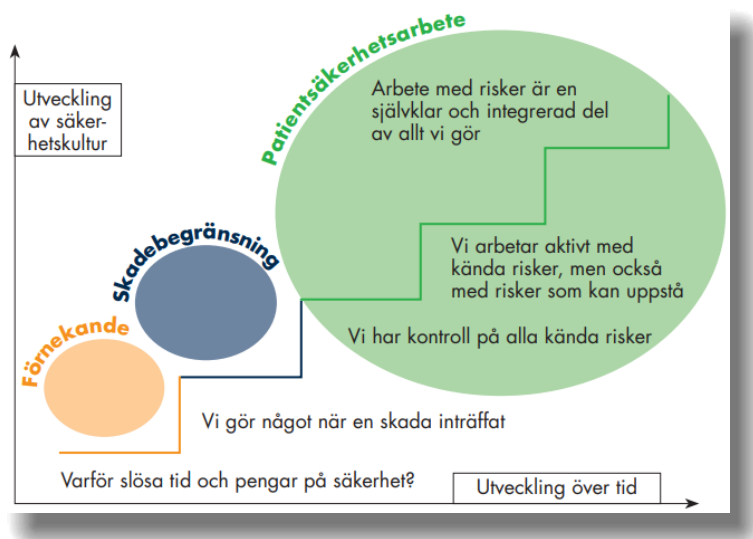 Patientsäkerhetsarbete
Utveckling
av säker-
hetskultur
Arbete med risker är en
självklar och integrerad del
av allt vi gör
Skadebegränsning
Vi arbetar aktivt med
kända risker, men också
med risker som kan uppstå
Förnekande
Vi har kontroll på alla kända risker
Vi gör något när en skada inträffat
Varför slösa tid och pengar på säkerhet?
Utveckling över tid